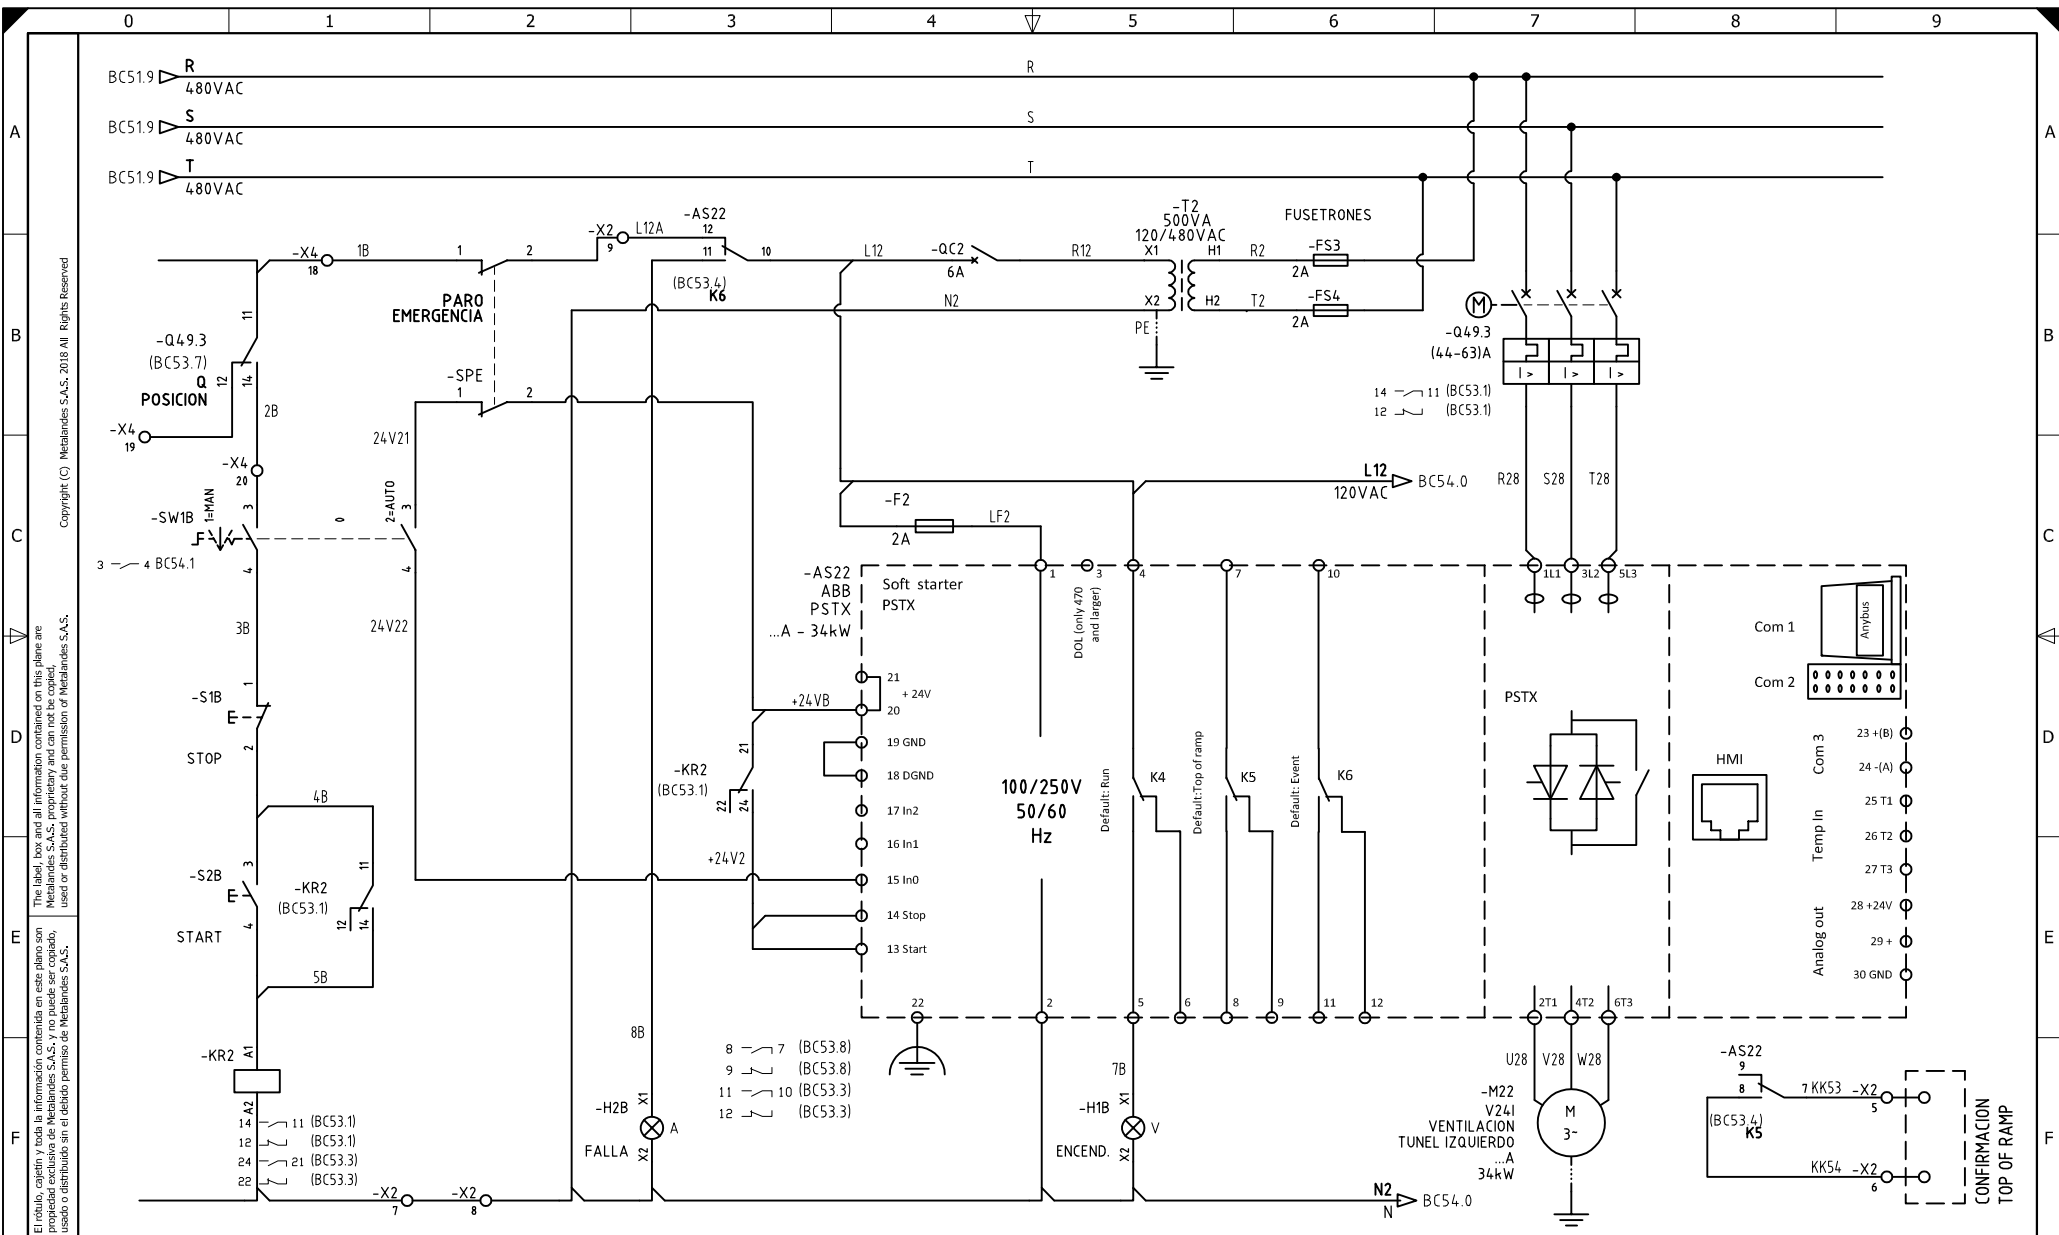 0 1 2 3 4 5 6 7 8 9
A
B
C
D
E
F
A
B
C
D
E
F
Copyright (C) Metalandes S.A.S. 2018 All Rights Reserved
The label, box and all information contained on this plane are
Metalandes S.A.S. proprietary and can not be copied,
used or distributed without due permission of Metalandes S.A.S.
El rótulo, cajetín y toda la información contenida en este plano son
propiedad exclusiva de Metalandes S.A.S. y no puede ser copiado,
usado o distribuido sin el debido permiso de Metalandes S.A.S.
BC51.9 R
480VAC
R
BC51.9 S
480VAC
S
BC51.9 T
480VAC
T
-X4
18
1B
1 2
PARO
EMERGENCIA
-X2
9
L12A
-AS22
12
11
10
(BC53.4)
K6
L12
-QC2
6A
R12
N2
-T2
500VA
120/480VAC
X1 H1
X2 H2
PE
R2
T2
FUSETRONES
-FS3
2A
-FS4
2A
M
-Q49.3
(44-63)A
I > I > I >
14 11 (BC53.1)
12 (BC53.1)
11
-Q49.3
(BC53.7)
Q
POSICION
12
14
2B
-X4
19
-X4
20
-SPE
1 2
24V21
-SW1B
1=MAN
0
2=AUTO
3
4
3
4
3 4 BC54.1
3B
24V22
-F2
2A
LF2
L12
120VAC
BC54.0
R28 S28 T28
-AS22
ABB
PSTX
...A - 34kW
Soft starter
PSTX
1 3 4 7 10
1L1 3L2 5L3
DOL (only 470
and larger)
21
+ 24V
20
19 GND
18 DGND
17 In2
16 In1
15 In0
14 Stop
13 Start
+24VB
+24V2
-KR2
(BC53.1)
21
22
24
100/250V
50/60
Hz
Default: Run
K4
Default:Top of ramp
K5
Default: Event
K6
PSTX
HMI
Com 1
Anybus
Com 2
Com 3
23 +(B)
24 -(A)
Temp In
25 T1
26 T2
27 T3
Analog out
28 +24V
29 +
30 GND
-S1B
1
2
STOP
4B
-S2B
3
4
START
-KR2
(BC53.1)
11
12
14
5B
-KR2
A1
A2
14 11 (BC53.1)
12 (BC53.1)
24 21 (BC53.3)
22 (BC53.3)
-X2
7
-X2
8
8B
-H2B
X1
A
FALLA
X2
8 7 (BC53.8)
9 (BC53.8)
11 10 (BC53.3)
12 (BC53.3)
22 2 5 6 8 9 11 12
2T1 4T2 6T3
7B
-H1B
X1
V
ENCEND.
X2
N2
N
BC54.0
U28 V28 W28
-M22
V24I
VENTILACION
TUNEL IZQUIERDO
...A
34kW
M
3~
-AS22
9
8
7 KK53 -X2
5
(BC53.4)
K5
KK54 -X2
6
CONFIRMACION
TOP OF RAMP